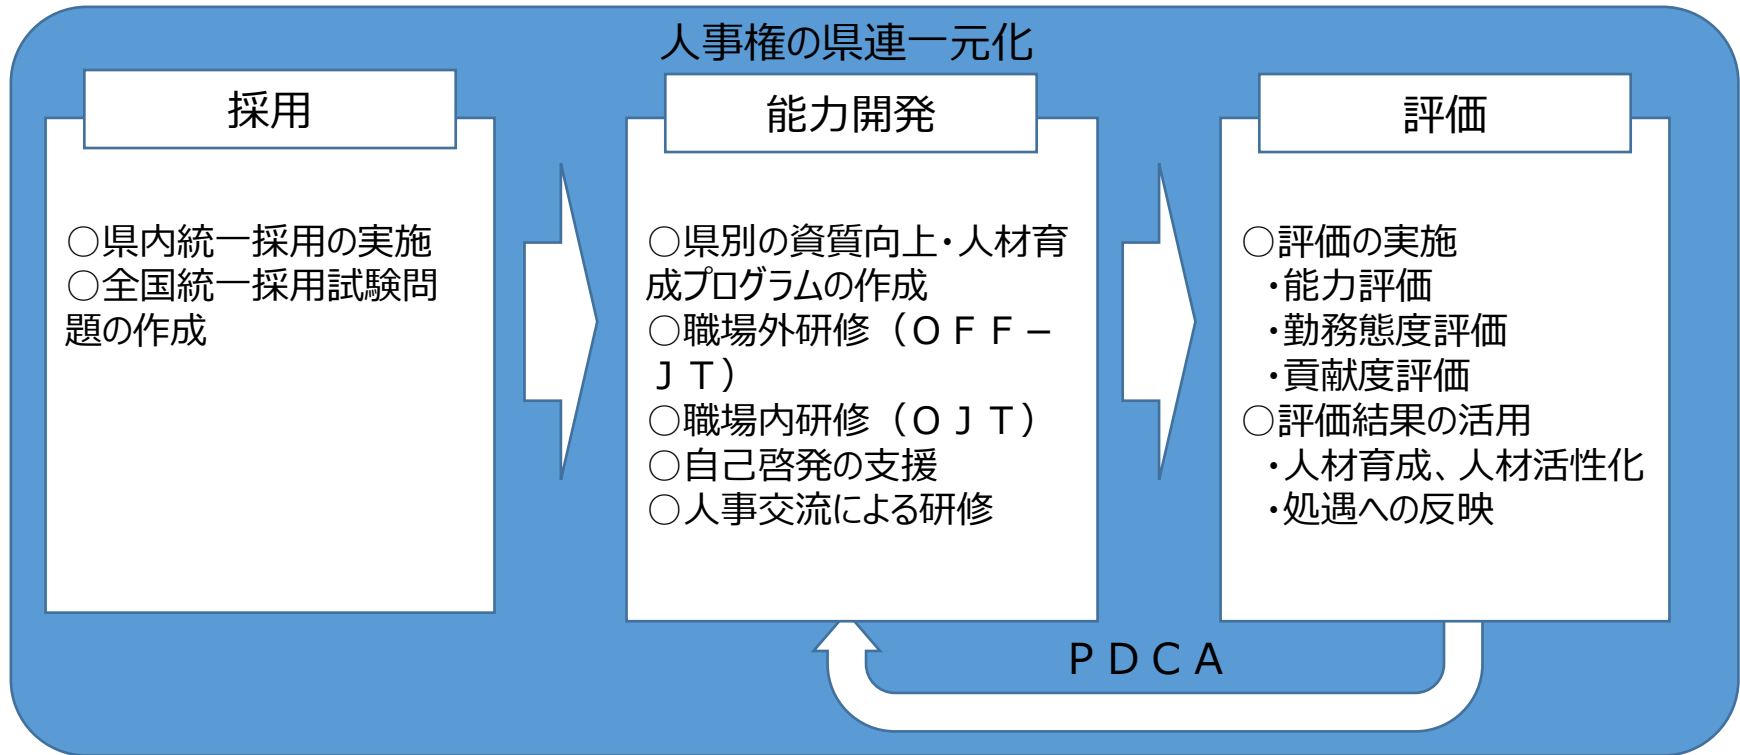 人事権の県連一元化
採用
○県内統一採用の実施
○全国統一採用試験問
題の作成
能力開発
○県別の資質向上・人材育
成プログラムの作成
○職場外研修（ＯＦＦ－
ＪＴ）
○職場内研修（ＯＪＴ）
○自己啓発の支援
○人事交流による研修
評価
○評価の実施
・能力評価
・勤務態度評価
・貢献度評価
○評価結果の活用
・人材育成、人材活性化
・処遇への反映
ＰＤＣＡ